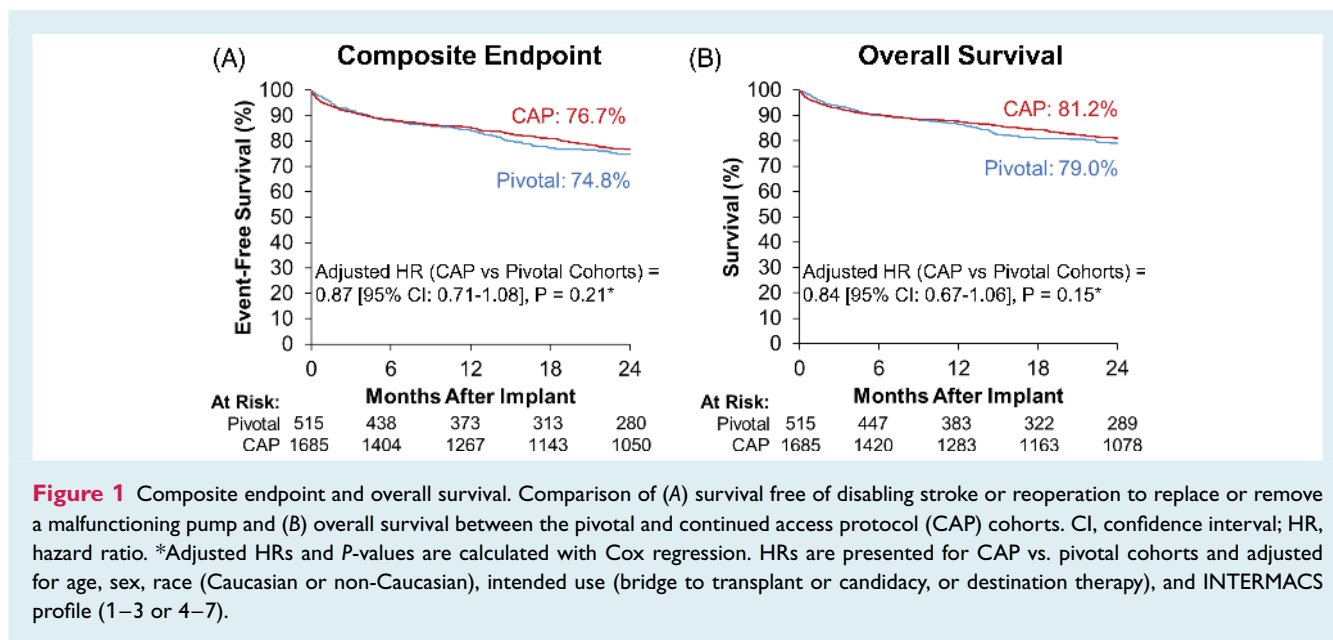 (A) Composite Endpoint
Event-Free Survival (%)
100
90
80
70
60
50
40
30
20
10
0
CAP: 76.7%
Pivotal: 74.8%
Adjusted HR (CAP vs Pivotal Cohorts) =
0.87 [95% CI: 0.71-1.08], P = 0.21*
0 6 12 18 24
Months After Implant
At Risk:
Pivotal 515 438 373 313 280
CAP 1685 1404 1267 1143 1050
(B) Overall Survival
Survival (%)
100
90
80
70
60
50
40
30
20
10
0
CAP: 81.2%
Pivotal: 79.0%
Adjusted HR (CAP vs Pivotal Cohorts) =
0.84 [95% CI: 0.67-1.06], P = 0.15*
0 6 12 18 24
Months After Implant
At Risk:
Pivotal 515 447 383 322 289
CAP 1685 1420 1283 1163 1078
Figure 1 Composite endpoint and overall survival. Comparison of (A) survival free of disabling stroke or reoperation to replace or remove
a malfunctioning pump and (B) overall survival between the pivotal and continued access protocol (CAP) cohorts. CI, confidence interval; HR,
hazard ratio. *Adjusted HRs and P-values are calculated with Cox regression. HRs are presented for CAP vs. pivotal cohorts and adjusted
for age, sex, race (Caucasian or non-Caucasian), intended use (bridge to transplant or candidacy, or destination therapy), and INTERMACS
profile (1–3 or 4–7).